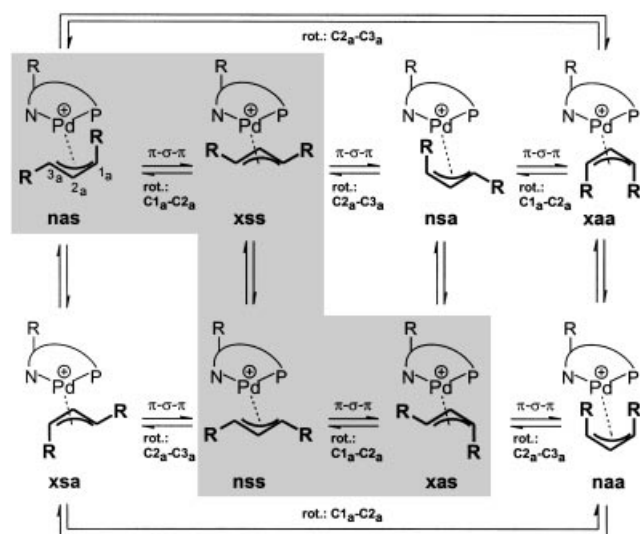 rot.: C2a-C3a
R R R R
⊕ ⊕ ⊕ ⊕
N Pd P N Pd P N Pd P N Pd P
R R 3a 2a 1a
R R
R R
R R
π-σ-π π-σ-π π-σ-π
rot.: rot.: rot.:
C1a-C2a C2a-C3a C1a-C2a
nas xss nsa xaa
R R R R
⊕ ⊕ ⊕ ⊕
N Pd P N Pd P N Pd P N Pd P
R R
R R
R R
R R
π-σ-π π-σ-π π-σ-π
rot.: rot.: rot.:
C2a-C3a C1a-C2a C2a-C3a
xsa nss xas naa
rot.: C1a-C2a